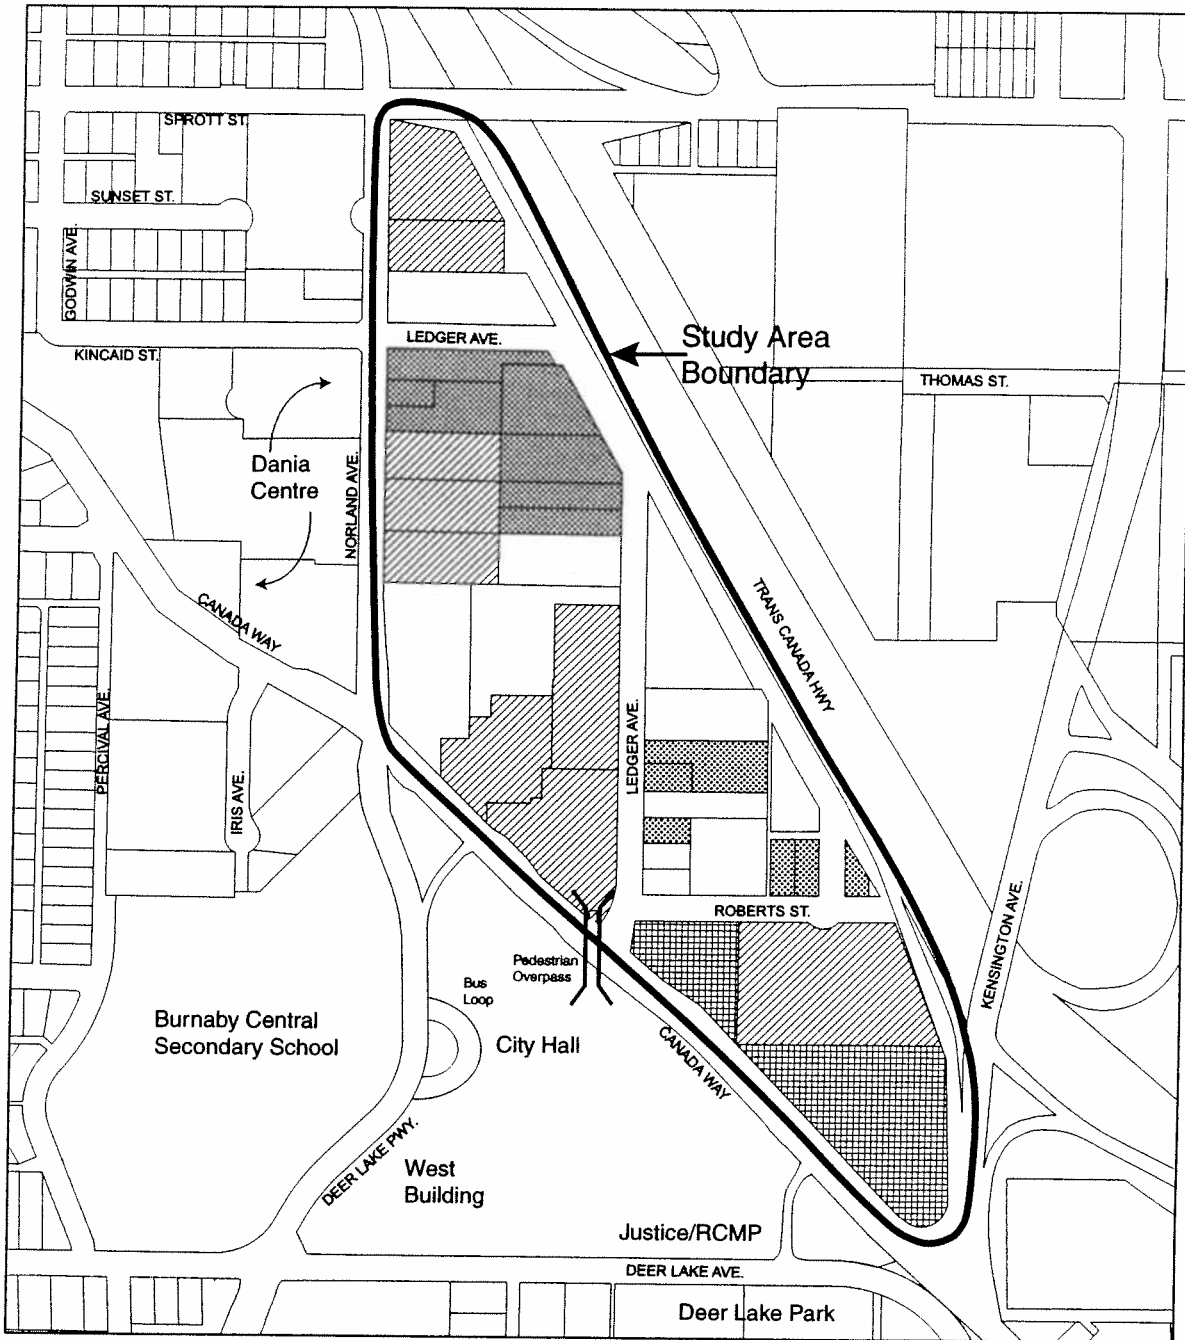 SPROTT ST.
SUNSET ST.
GODWIN AVE.
LEDGER AVE.
KINCAID ST.
Study Area
Boundary
THOMAS ST.
Dania
Centre
NORLAND AVE.
CANADA WAY
TRANS CANADA HWY
PERCIVAL AVE.
IRIS AVE.
LEDGER AVE.
ROBERTS ST.
KENSINGTON AVE.
Pedestrian
Overpass
Bus
Loop
Burnaby Central
Secondary School
City Hall
CANADA WAY
DEER LAKE PWY.
West
Building
Justice/RCMP
DEER LAKE AVE.
Deer Lake Park